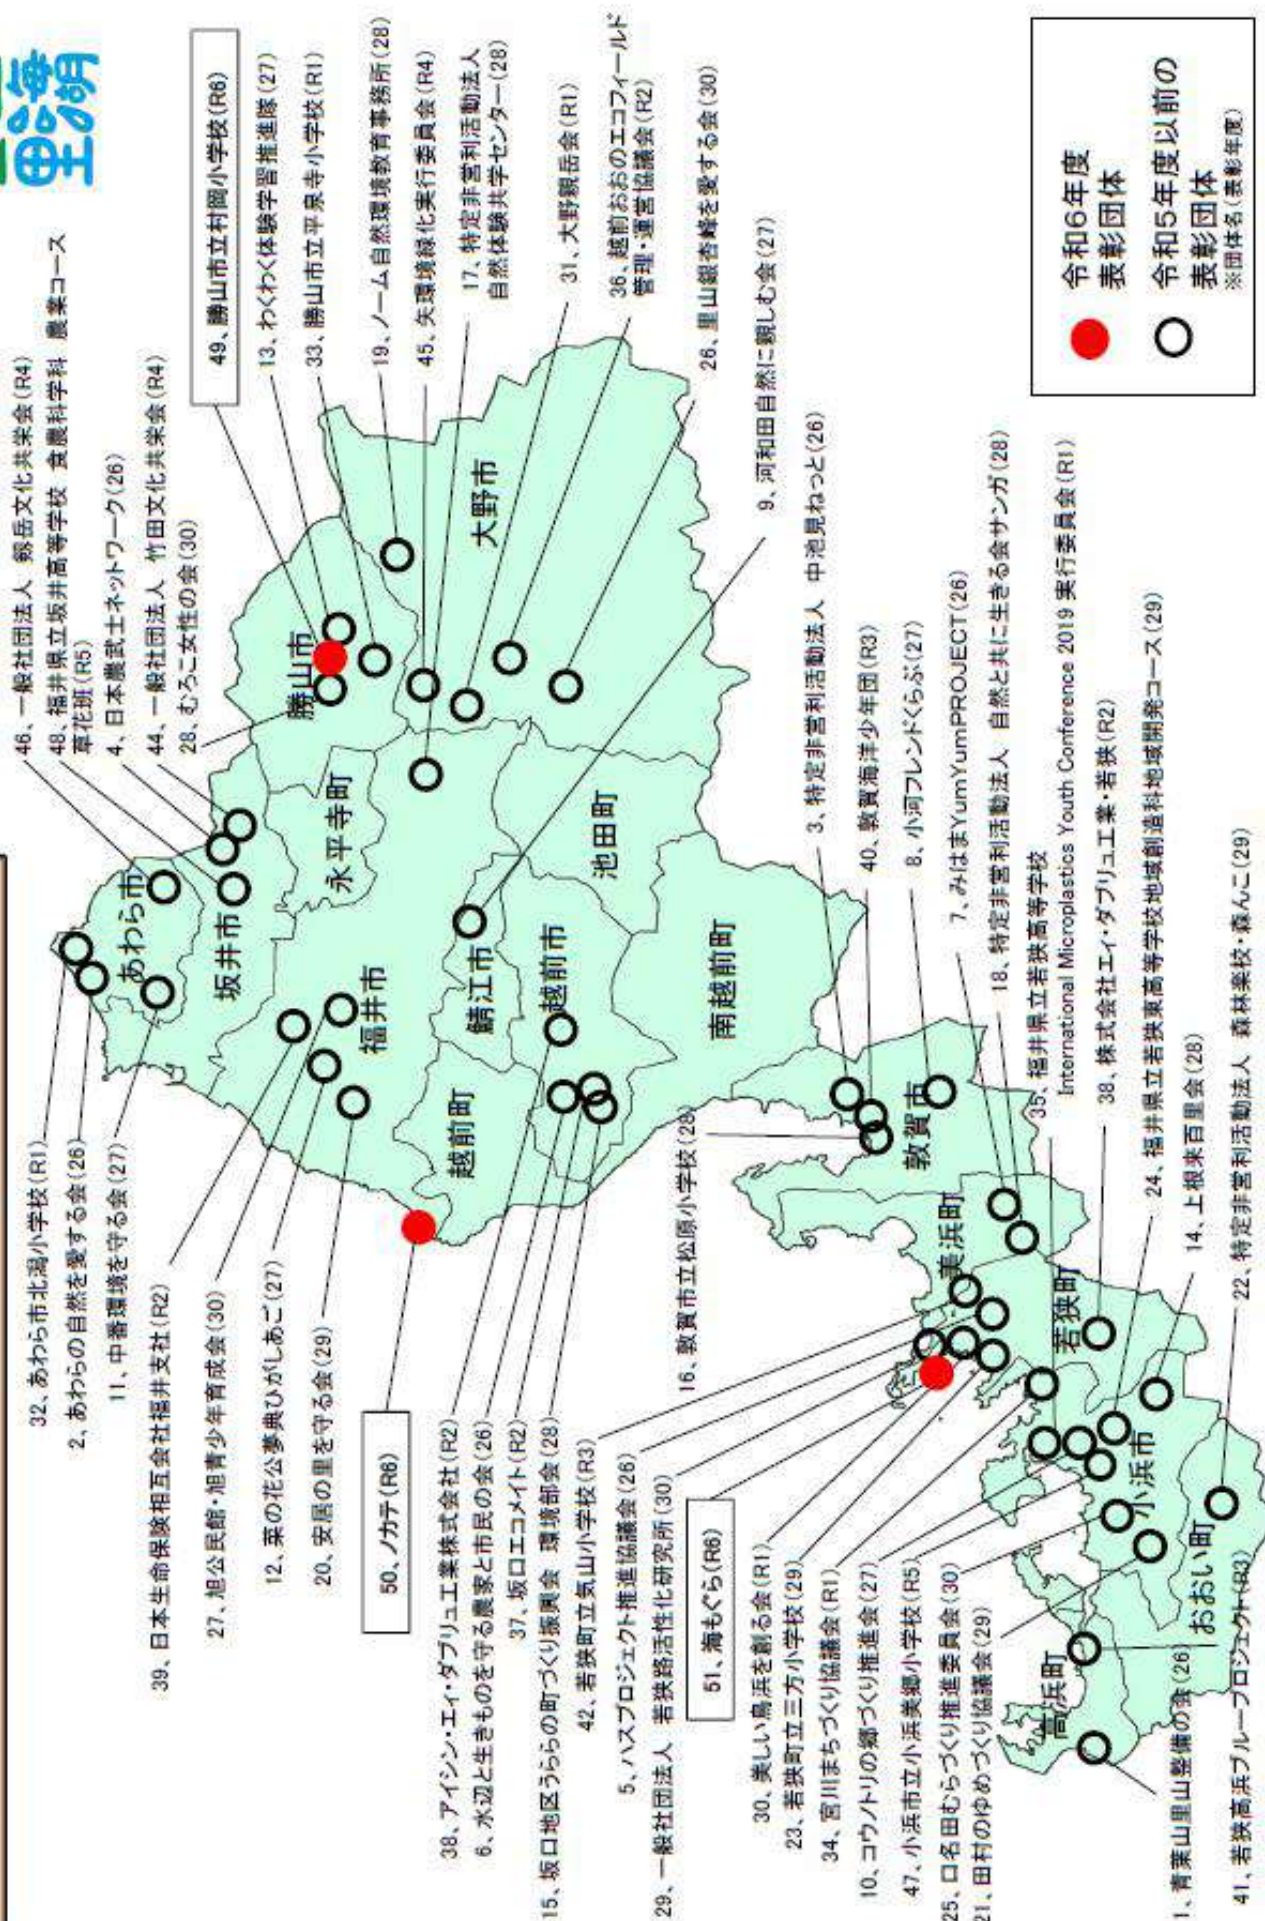 里海湖
46、一般社団法人　剱岳文化共栄会(R4)
48、福井県立坂井高等学校　食農科学科　農業コース
草花班(R5)
4、日本農武士ネットワーク(26)
44、一般社団法人　竹田文化共栄会(R4)
28、むろこ女性の会(30)
49、勝山市立村岡小学校(R6)
13、わくわく体験学習推進隊(27)
33、勝山市立平泉寺小学校(R1)
19、ノーム自然環境教育事務所(28)
45、矢環境緑化実行委員会(R4)
17、特定非営利活動法人
自然体験共学センター(28)
31、大野親岳会(R1)
36、越前おおのエコフィールド
管理・運営協議会(R2)
26、里山銀杏峰を愛する会(30)
9、河和田自然に親しむ会(27)
3、特定非営利活動法人　中池見ねっと(26)
40、敦賀海洋少年団(R3)
8、小河フレンドくらぶ(27)
7、みはまYumYumPROJECT(26)
18、特定非営利活動法人　自然と共に生きる会サンガ(28)
35、福井県立若狭高等学校
International Microplastics Youth Conference 2019 実行委員会(R1)
38、株式会社エィ・ダブリュ工業・若狭(R2)
24、福井県立若狭東高等学校地域創造科地域開発コース(29)
14、上根来百里会(28)
22、特定非営利活動法人　森林楽校・森んこ(29)
32、あわら市北潟小学校(R1)
2、あわらの自然を愛する会(26)
11、中番環境を守る会(27)
39、日本生命保険相互会社福井支社(R2)
27、旭公民館・旭青少年育成会(30)
12、菜の花公夢典ひがしあご(27)
20、安居の里を守る会(29)
50、ノカテ(R6)
38、アイシン・エィ・ダブリュ工業株式会社(R2)
6、水辺と生きものを守る農家と市民の会(26)
37、坂口エコメイト(R2)
15、坂口地区うららの町づくり振興会　環境部会(28)
16、敦賀市立松原小学校(28)
42、若狭町立気山小学校(R3)
5、ハスプロジェクト推進協議会(26)
29、一般社団法人　若狭路活性化研究所(30)
51、海もぐら(R6)
30、美しい鳥浜を創る会(R1)
23、若狭町立三方小学校(29)
34、宮川まちづくり協議会(R1)
10、コウノトリの郷づくり推進会(27)
47、小浜市立小浜美郷小学校(R5)
25、口名田むらづくり推進委員会(30)
21、田村のゆめづくり協議会(29)
1、青葉山里山整備の会(26)
41、若狭高浜ブループロジェクト(R3)
あわら市
坂井市
勝山市
永平寺町
大野市
福井市
池田町
鯖江市
越前市
越前町
南越前町
敦賀市
美浜町
若狭町
小浜市
おおい町
高浜町
令和6年度
表彰団体
令和5年度以前の
表彰団体
※団体名(表彰年度)